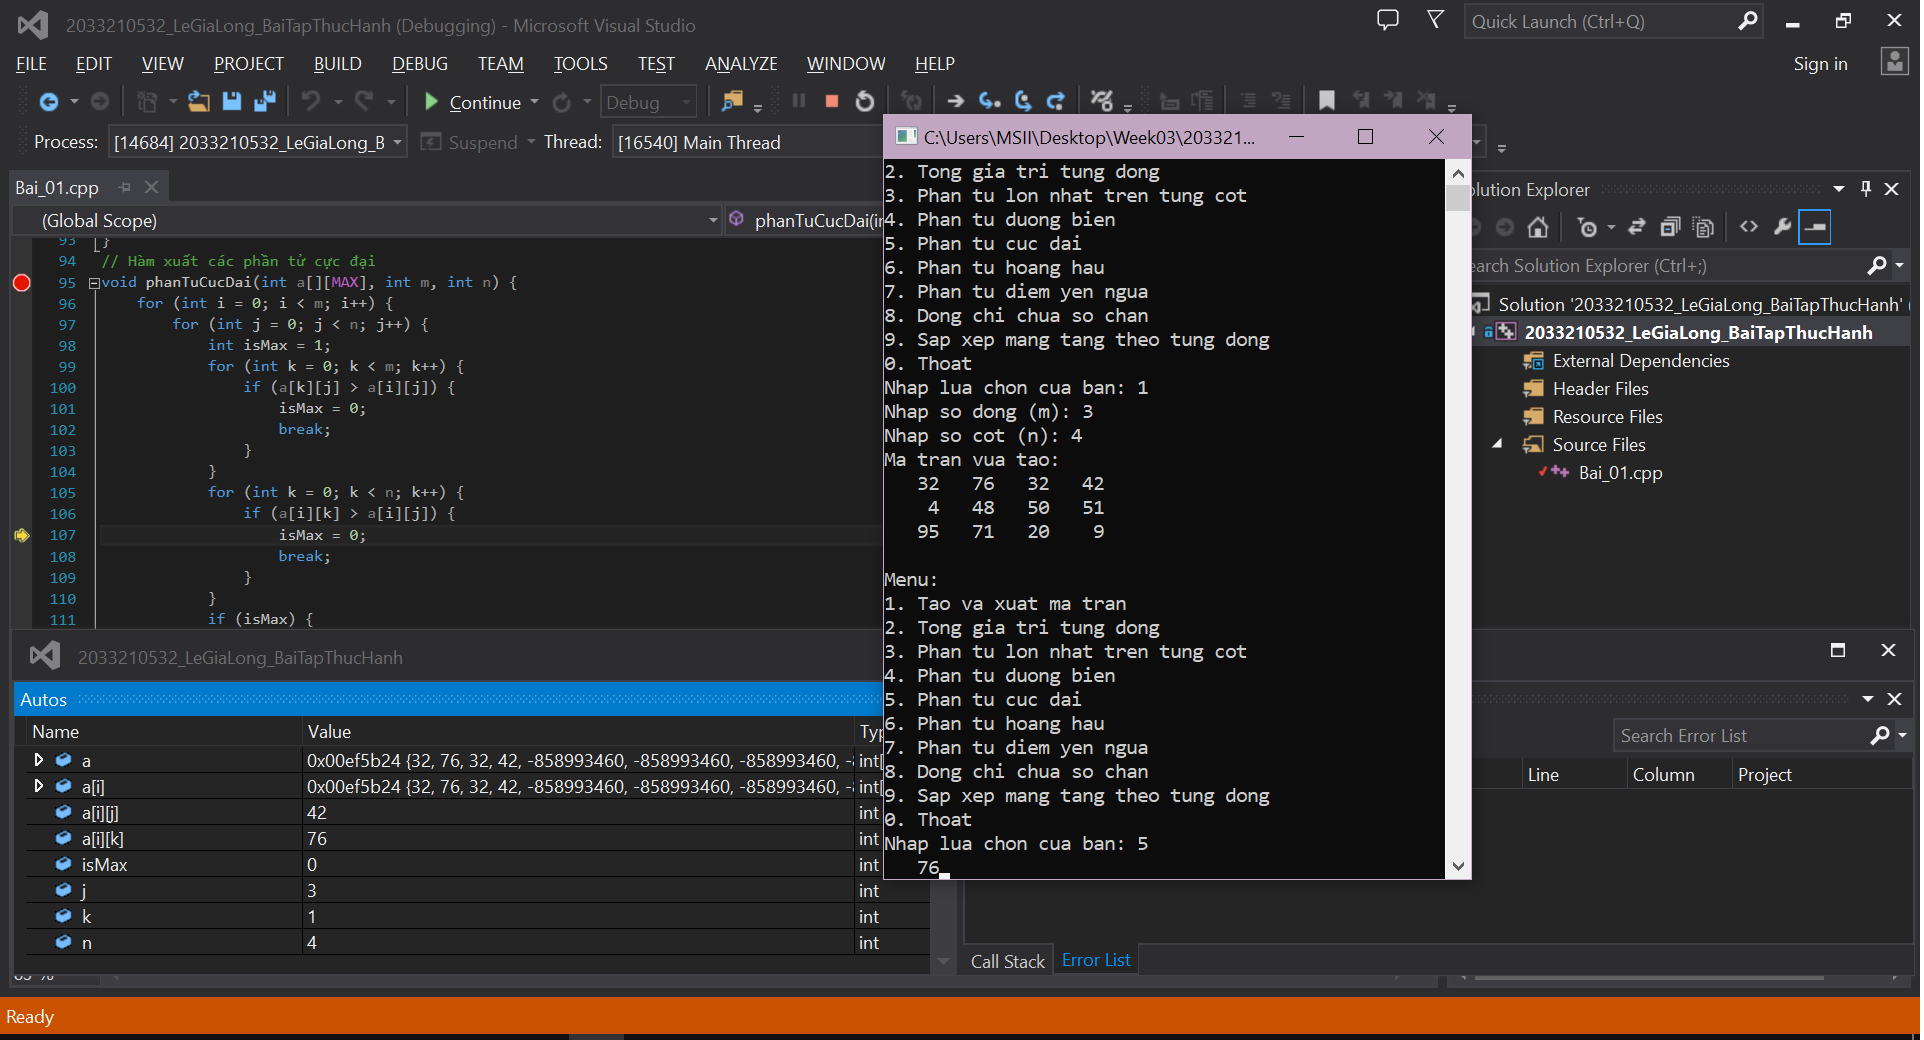 2033210532_LeGiaLong_BaiTapThucHanh (Debugging) - Microsoft Visual Studio
Quick Launch (Ctrl+Q)
FILE EDIT VIEW PROJECT BUILD DEBUG TEAM TOOLS TEST ANALYZE WINDOW HELP
Sign in
Continue Debug
Process: [14684] 2033210532_LeGiaLong_B Suspend Thread: [16540] Main Thread
Bai_01.cpp
(Global Scope) phanTuCucDai(in
93 }
94 // Hàm xuất các phần tử cực đại
95 void phanTuCucDai(int a[][MAX], int m, int n) {
96 for (int i = 0; i < m; i++) {
97 for (int j = 0; j < n; j++) {
98 int isMax = 1;
99 for (int k = 0; k < m; k++) {
100 if (a[k][j] > a[i][j]) {
101 isMax = 0;
102 break;
103 }
104 }
105 for (int k = 0; k < n; k++) {
106 if (a[i][k] > a[i][j]) {
107 isMax = 0;
108 break;
109 }
110 }
111 if (isMax) {
C:\Users\MSII\Desktop\Week03\203321...
2. Tong gia tri tung dong
3. Phan tu lon nhat tren tung cot
4. Phan tu duong bien
5. Phan tu cuc dai
6. Phan tu hoang hau
7. Phan tu diem yen ngua
8. Dong chi chua so chan
9. Sap xep mang tang theo tung dong
0. Thoat
Nhap lua chon cua ban: 1
Nhap so dong (m): 3
Nhap so cot (n): 4
Ma tran vua tao:
32 76 32 42
4 48 50 51
95 71 20 9
Menu:
1. Tao va xuat ma tran
2. Tong gia tri tung dong
3. Phan tu lon nhat tren tung cot
4. Phan tu duong bien
5. Phan tu cuc dai
6. Phan tu hoang hau
7. Phan tu diem yen ngua
8. Dong chi chua so chan
9. Sap xep mang tang theo tung dong
0. Thoat
Nhap lua chon cua ban: 5
76
olution Explorer
earch Solution Explorer (Ctrl+;)
Solution '2033210532_LeGiaLong_BaiTapThucHanh' (
2033210532_LeGiaLong_BaiTapThucHanh
External Dependencies
Header Files
Resource Files
Source Files
Bai_01.cpp
2033210532_LeGiaLong_BaiTapThucHanh
Autos
Name Value Typ
a 0x00ef5b24 {32, 76, 32, 42, -858993460, -858993460, -858993460, - int[
a[i] 0x00ef5b24 {32, 76, 32, 42, -858993460, -858993460, -858993460, - int[
a[i][j] 42 int
a[i][k] 76 int
isMax 0 int
j 3 int
k 1 int
n 4 int
Search Error List
Line Column Project
Call Stack Error List
Ready